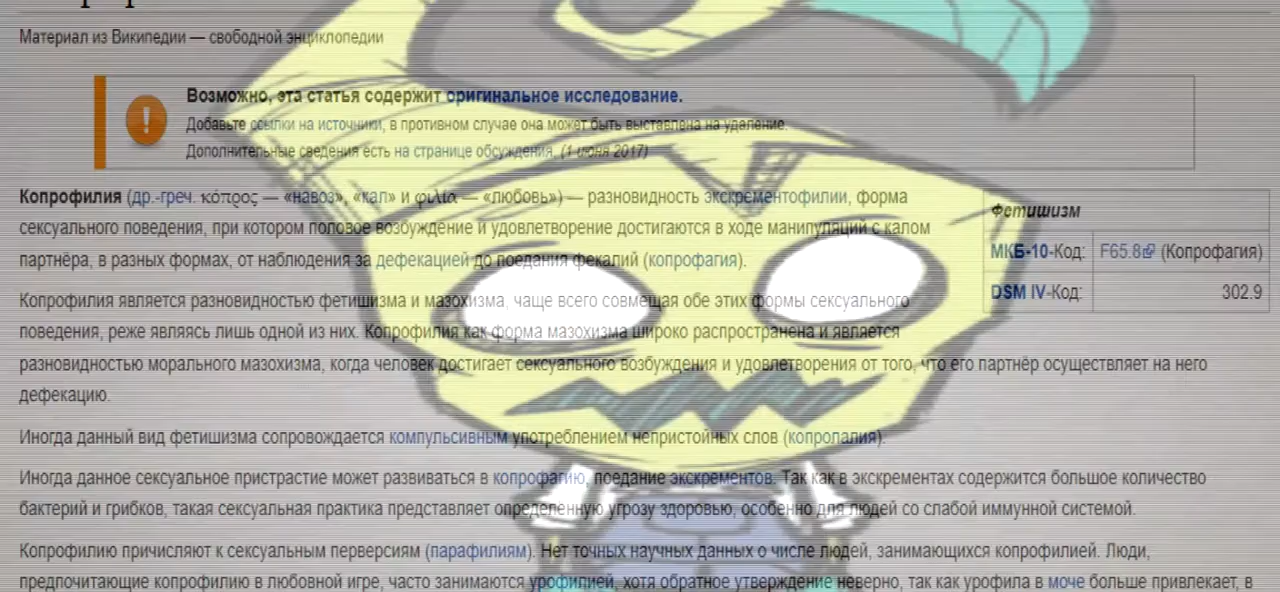 Материал из Википедии — свободной энциклопедии
Возможно, эта статья содержит оригинальное исследование.
Добавьте ссылки на источники, в противном случае она может быть выставлена на удаление.
Дополнительные сведения есть на странице обсуждения. (1 июня 2017)
Копрофилия (др.-греч. κόπρος — «навоз», «кал» и φιλία — «любовь») — разновидность экскрементофилии, форма
сексуального поведения, при котором половое возбуждение и удовлетворение достигаются в ходе манипуляций с калом
партнёра, в разных формах, от наблюдения за дефекацией до поедания фекалий (копрофагия).
Фетишизм
МКБ-10-Код: F65.8 (Копрофагия)
DSM IV-Код: 302.9
Копрофилия является разновидностью фетишизма и мазохизма, чаще всего совмещая обе этих формы сексуального
поведения, реже являясь лишь одной из них. Копрофилия как форма мазохизма широко распространена и является
разновидностью морального мазохизма, когда человек достигает сексуального возбуждения и удовлетворения от того, что его партнёр осуществляет на него
дефекацию.
Иногда данный вид фетишизма сопровождается компульсивным употреблением непристойных слов (копролалия).
Иногда данное сексуальное пристрастие может развиваться в копрофагию, поедание экскрементов. Так как в экскрементах содержится большое количество
бактерий и грибков, такая сексуальная практика представляет определённую угрозу здоровью, особенно для людей со слабой иммунной системой.
Копрофилию причисляют к сексуальным перверсиям (парафилиям). Нет точных научных данных о числе людей, занимающихся копрофилией. Люди,
предпочитающие копрофилию в любовной игре, часто занимаются урофилией, хотя обратное утверждение неверно, так как урофила в моче больше привлекает, в